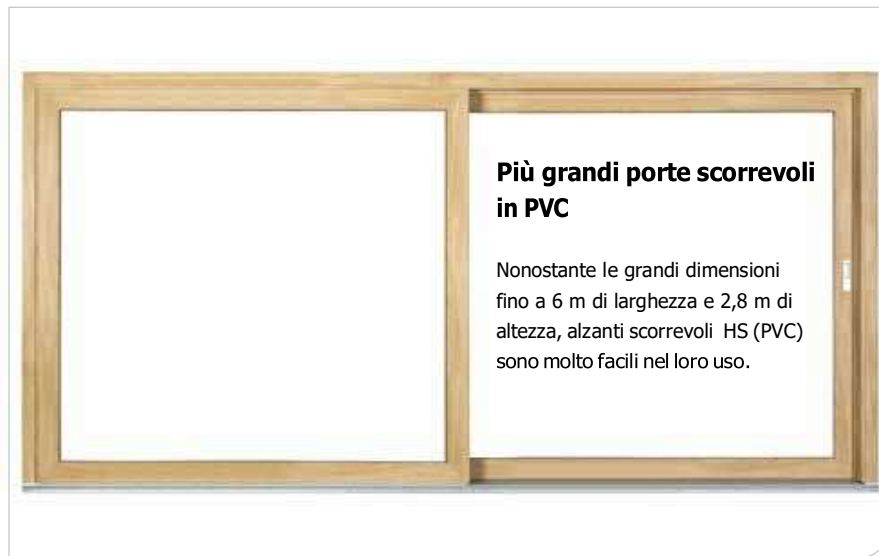 Più grandi porte scorrevoli
in PVC
Nonostante le grandi dimensioni
fino a 6 m di larghezza e 2,8 m di
altezza, alzanti scorrevoli HS (PVC)
sono molto facili nel loro uso.